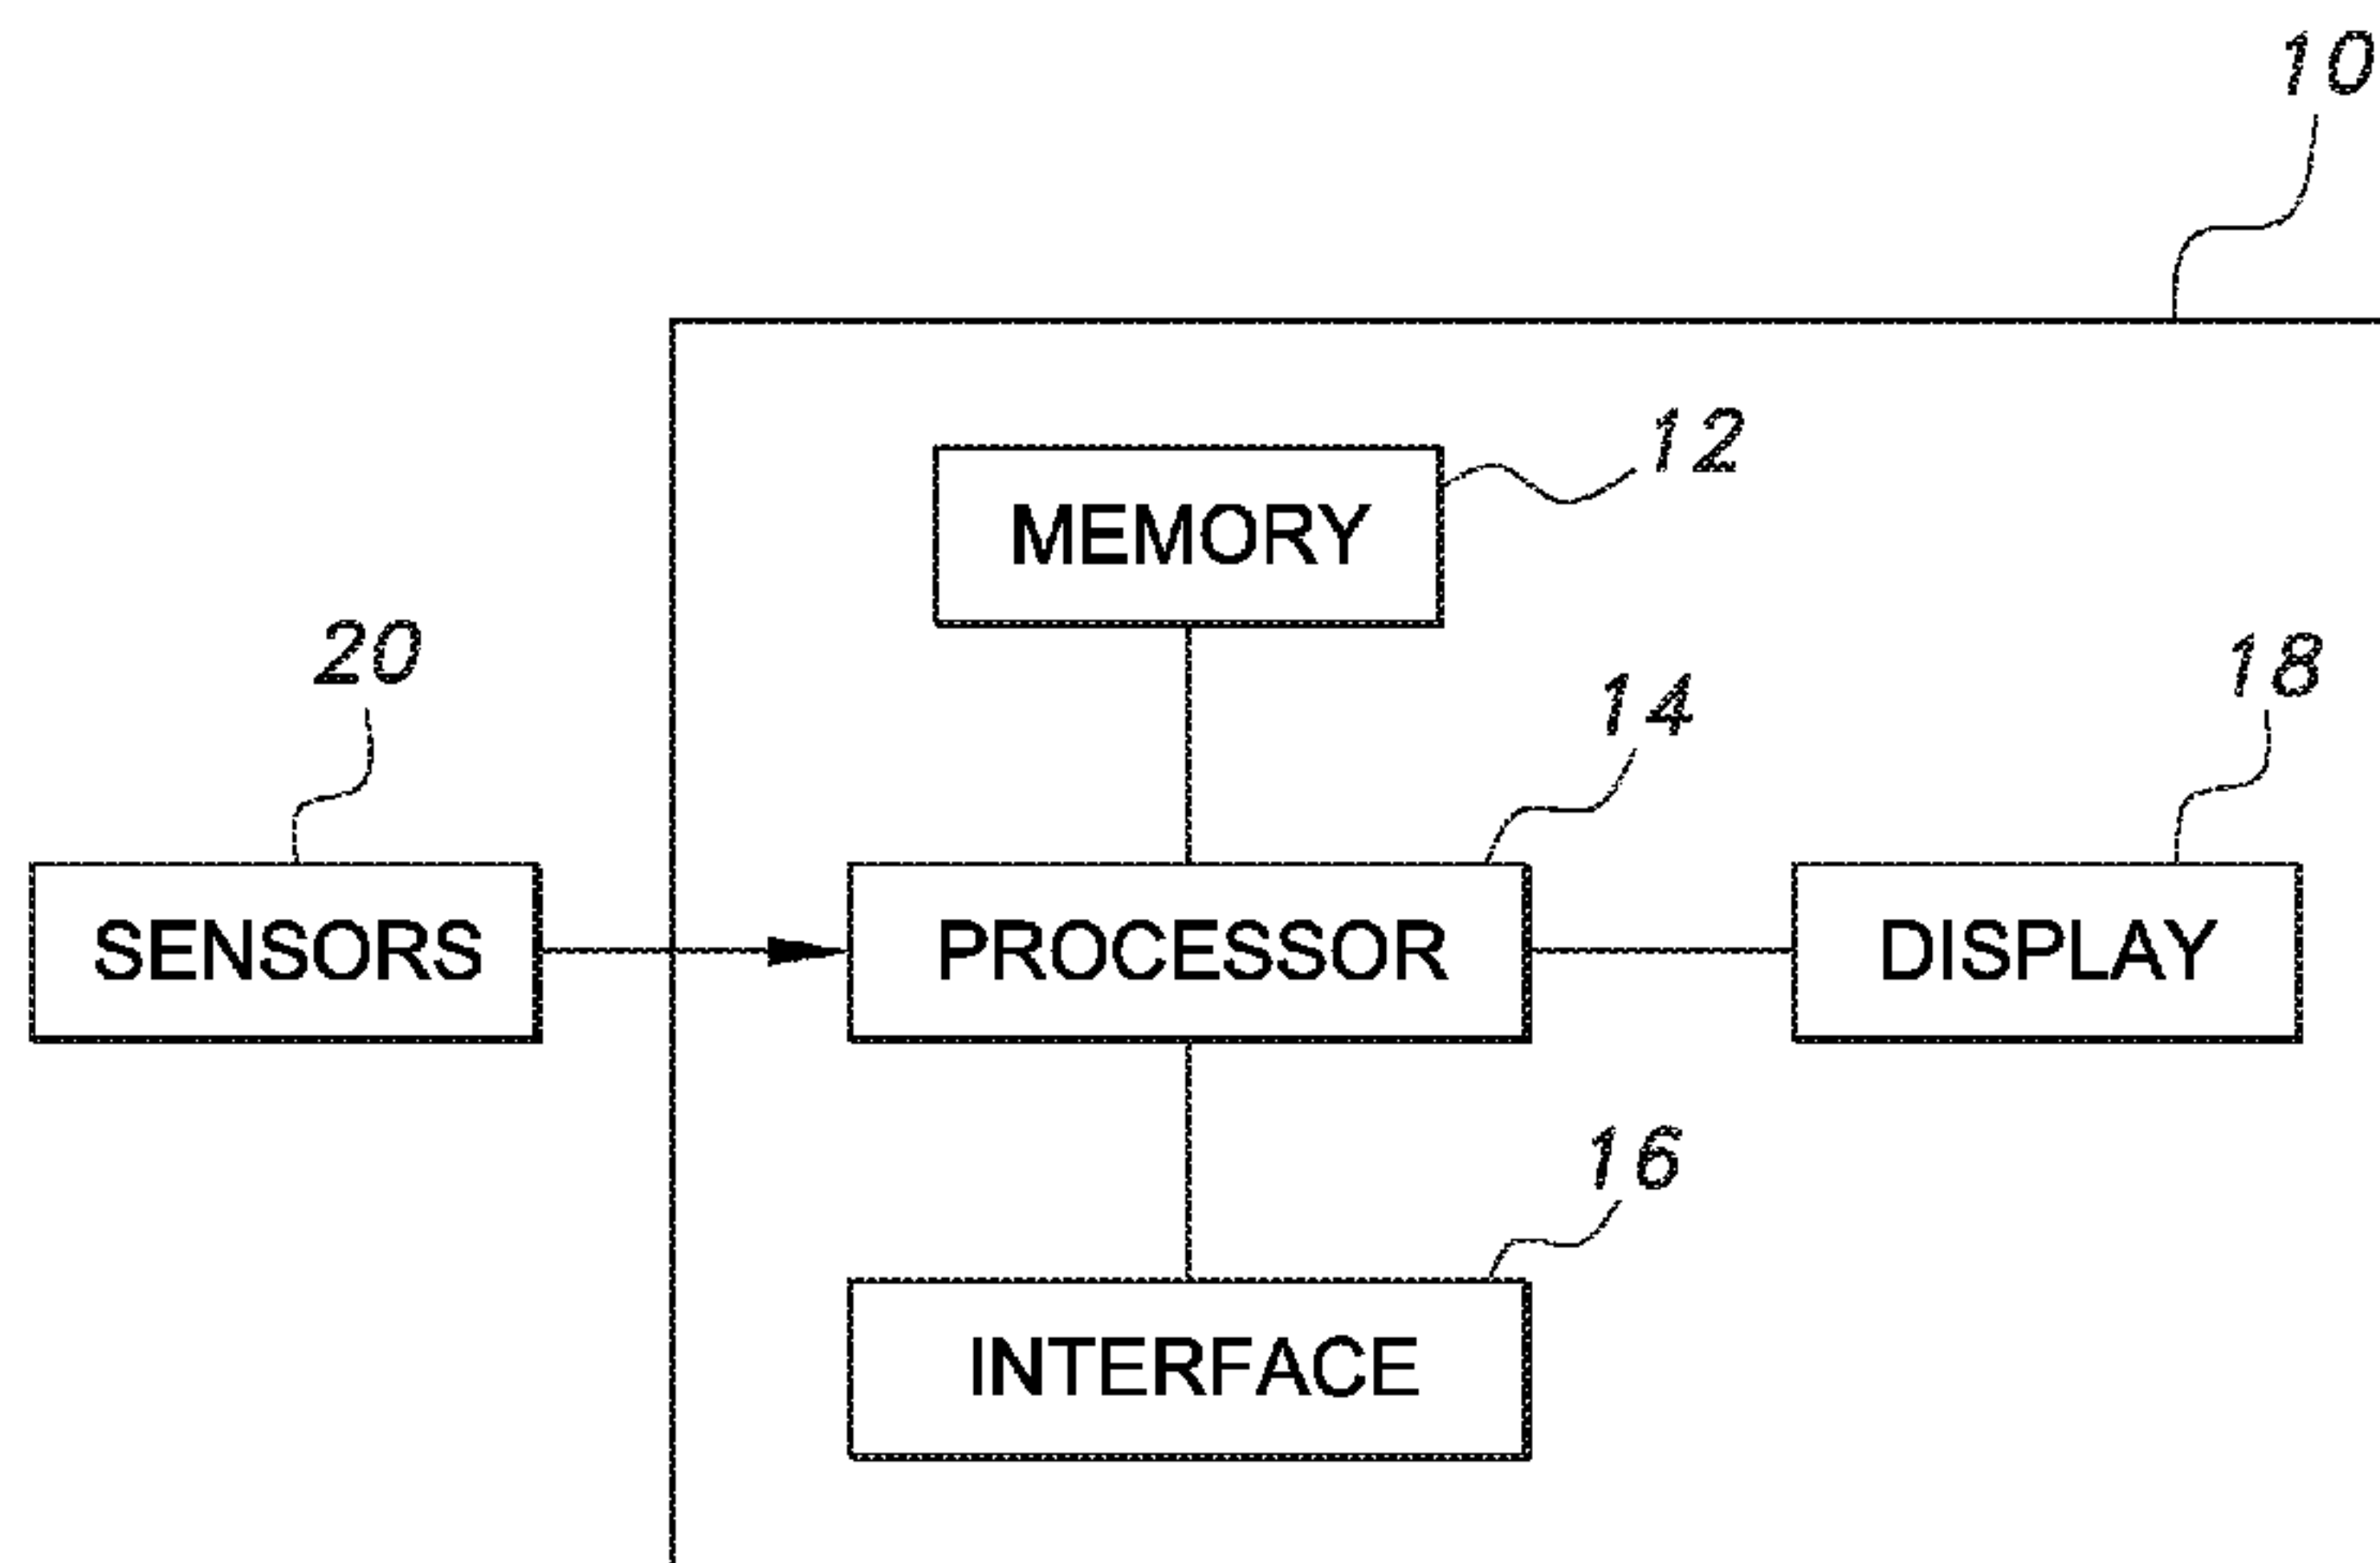 10
12
MEMORY
20
14
18
SENSORS
PROCESSOR
DISPLAY
16
INTERFACE